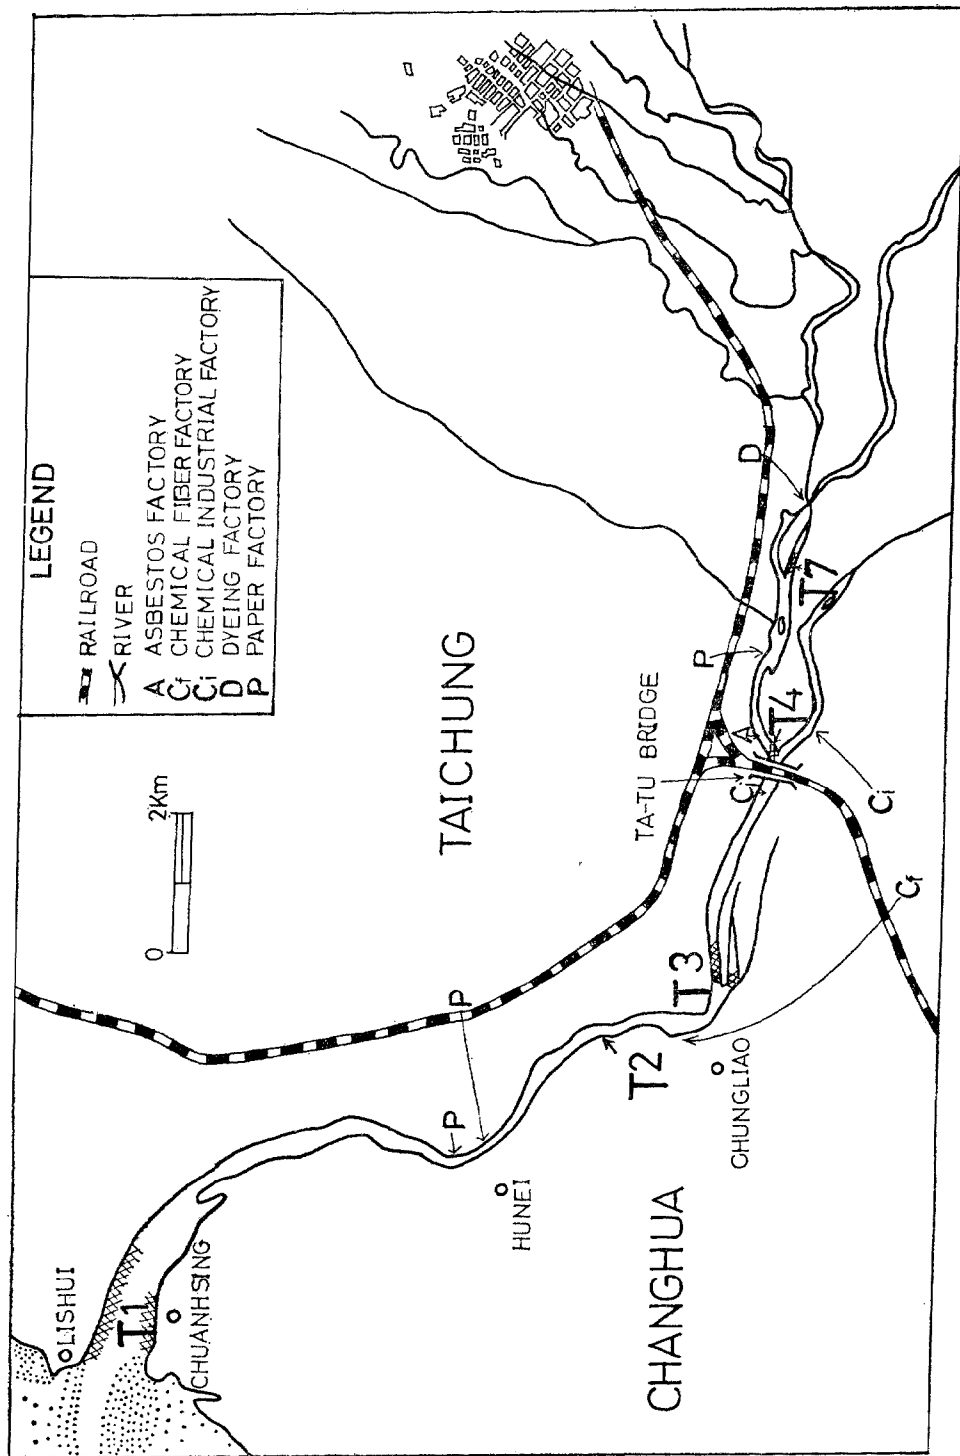 LEGEND
RAILROAD
RIVER
A ASBESTOS FACTORY
Cf CHEMICAL FIBER FACTORY
Ci CHEMICAL INDUSTRIAL FACTORY
D DYEING FACTORY
P PAPER FACTORY
0 2Km
TAICHUNG
TA-TU BRIDGE
LISHUI
T1
CHUANHSING
P
P
HUNEI
T2
T3
CHUNGLIAO
CHANGHUA
Cf
Ci
A
T4
Ci
P
T7
D